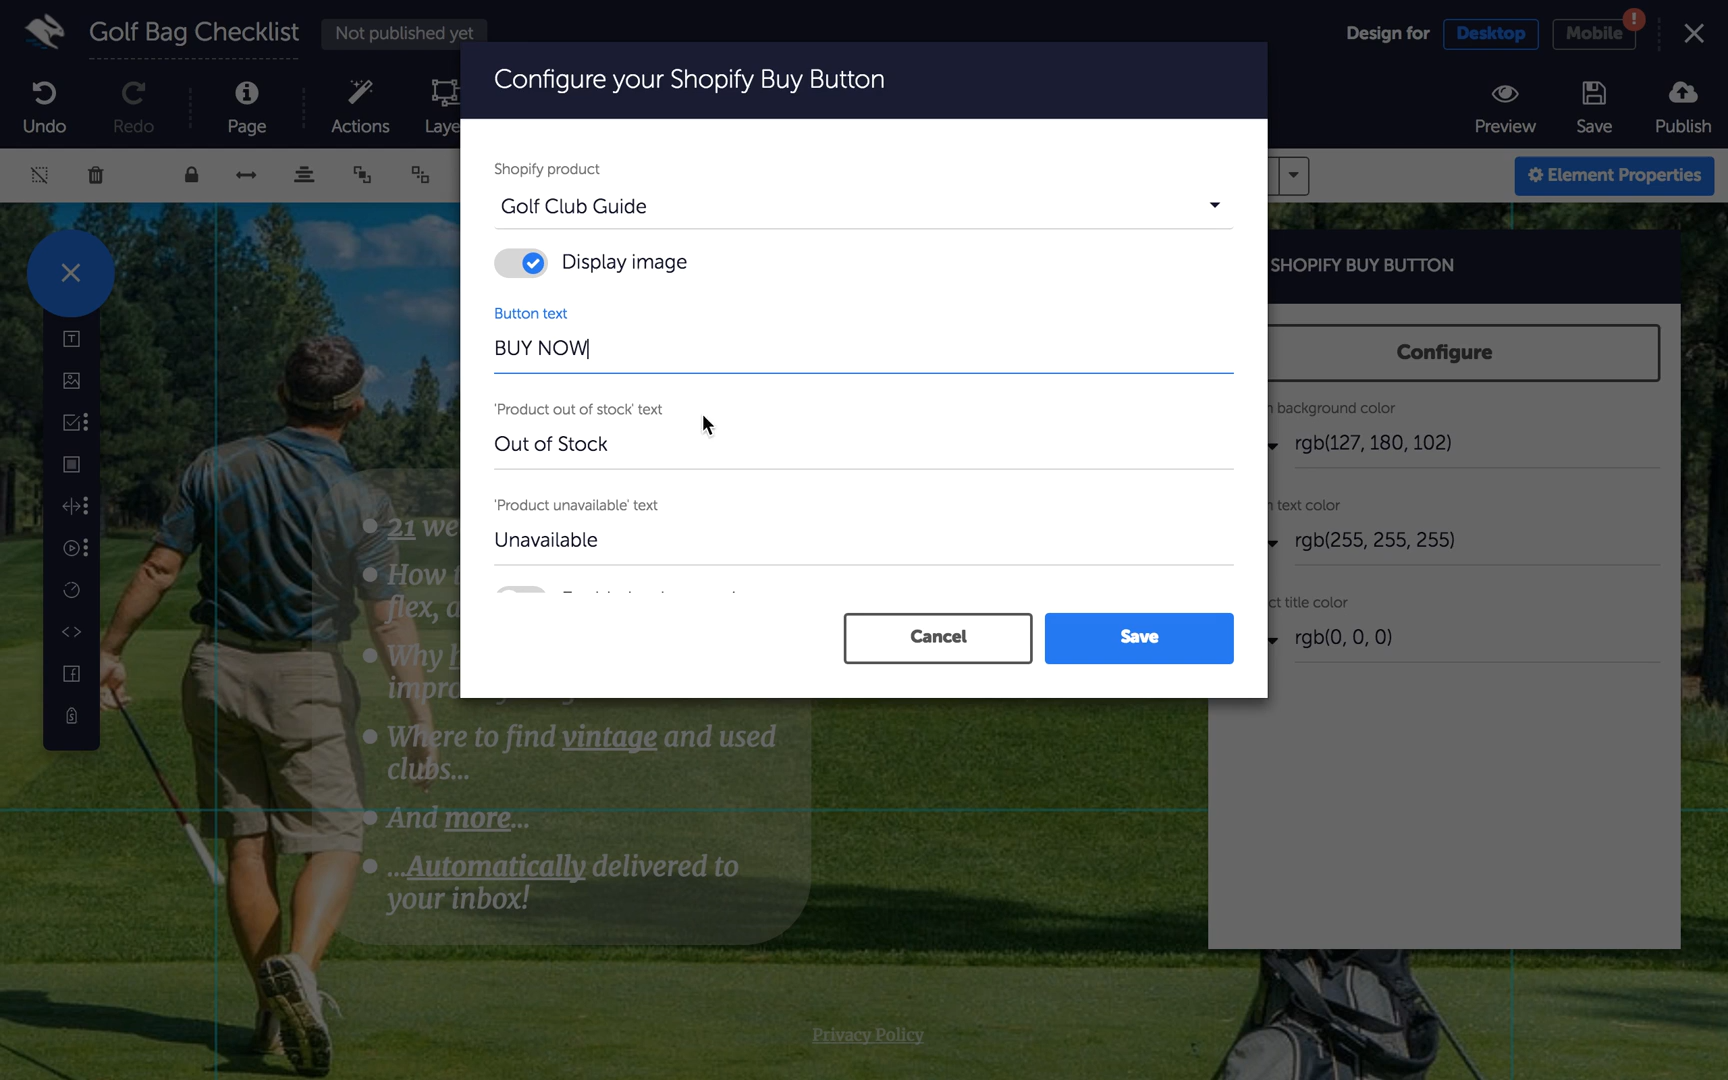 Golf Bag Checklist
Not published yet
Design for
Desktop
Mobile
!
Undo
Redo
Page
Actions
Laye
Preview
Save
Publish
Element Properties
Configure your Shopify Buy Button
Shopify product
Golf Club Guide
Display image
Button text
BUY NOW
'Product out of stock' text
Out of Stock
'Product unavailable' text
Unavailable
Cancel
Save
SHOPIFY BUY BUTTON
Configure
background color
rgb(127, 180, 102)
text color
rgb(255, 255, 255)
ct title color
rgb(0, 0, 0)
21 we
How t
flex, a
Why h
impro
Where to find vintage and used
clubs...
And more...
...Automatically delivered to
your inbox!
Privacy Policy